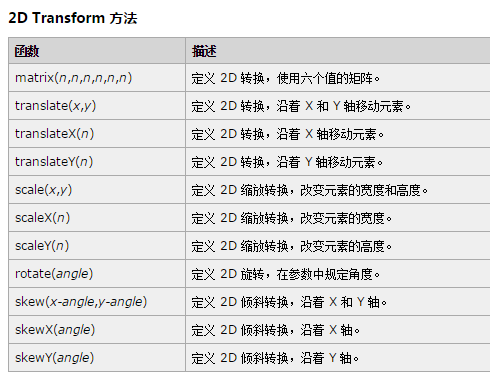 2D Transform 方法
函数 描述
matrix(n,n,n,n,n,n) 定义 2D 转换，使用六个值的矩阵。
translate(x,y) 定义 2D 转换，沿着 X 和 Y 轴移动元素。
translateX(n) 定义 2D 转换，沿着 X 轴移动元素。
translateY(n) 定义 2D 转换，沿着 Y 轴移动元素。
scale(x,y) 定义 2D 缩放转换，改变元素的宽度和高度。
scaleX(n) 定义 2D 缩放转换，改变元素的宽度。
scaleY(n) 定义 2D 缩放转换，改变元素的高度。
rotate(angle) 定义 2D 旋转，在参数中规定角度。
skew(x-angle,y-angle) 定义 2D 倾斜转换，沿着 X 和 Y 轴。
skewX(angle) 定义 2D 倾斜转换，沿着 X 轴。
skewY(angle) 定义 2D 倾斜转换，沿着 Y 轴。